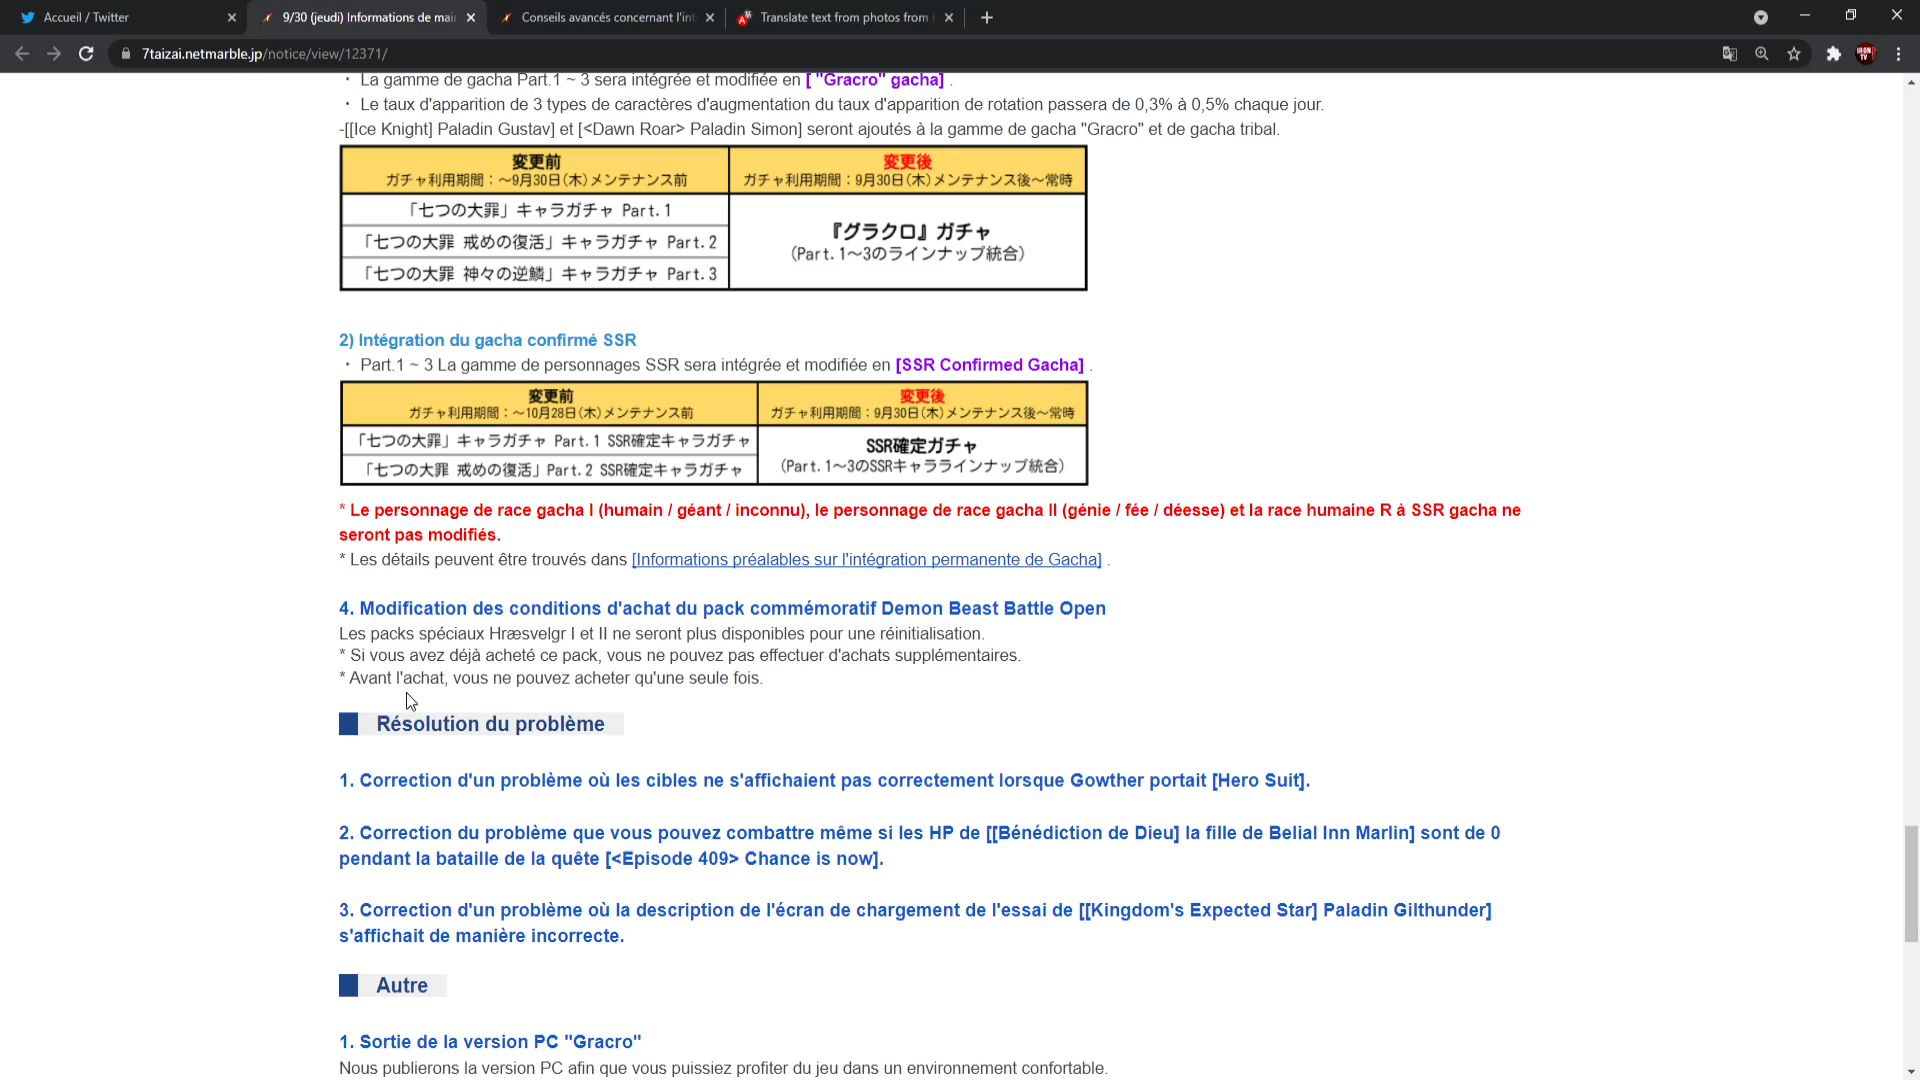 Accueil / Twitter
9/30 (jeudi) Informations de mai
Conseils avancés concernant l'int
Translate text from photos from
7taizai.netmarble.jp/notice/view/12371/
IRON TV
・ La gamme de gacha Part.1 ~ 3 sera intégrée et modifiée en [ "Gracro" gacha] .
・ Le taux d'apparition de 3 types de caractères d'augmentation du taux d'apparition de rotation passera de 0,3% à 0,5% chaque jour.
-[[Ice Knight] Paladin Gustav] et [<Dawn Roar> Paladin Simon] seront ajoutés à la gamme de gacha "Gracro" et de gacha tribal.
変更前
ガチャ利用期間：～9月30日(木)メンテナンス前
変更後
ガチャ利用期間：9月30日(木)メンテナンス後～常時
「七つの大罪」キャラガチャ Part.1
「七つの大罪 戒めの復活」キャラガチャ Part.2
「七つの大罪 神々の逆鱗」キャラガチャ Part.3
『グラクロ』ガチャ
(Part.1～3のラインナップ統合)
2) Intégration du gacha confirmé SSR
・ Part.1 ~ 3 La gamme de personnages SSR sera intégrée et modifiée en [SSR Confirmed Gacha] .
変更前
ガチャ利用期間：～10月28日(木)メンテナンス前
変更後
ガチャ利用期間：9月30日(木)メンテナンス後～常時
「七つの大罪」キャラガチャ Part.1 SSR確定キャラガチャ
「七つの大罪 戒めの復活」Part.2 SSR確定キャラガチャ
SSR確定ガチャ
(Part.1～3のSSRキャララインナップ統合)
* Le personnage de race gacha I (humain / géant / inconnu), le personnage de race gacha II (génie / fée / déesse) et la race humaine R à SSR gacha ne
seront pas modifiés.
* Les détails peuvent être trouvés dans [Informations préalables sur l'intégration permanente de Gacha] .
4. Modification des conditions d'achat du pack commémoratif Demon Beast Battle Open
Les packs spéciaux Hræsvelgr I et II ne seront plus disponibles pour une réinitialisation.
* Si vous avez déjà acheté ce pack, vous ne pouvez pas effectuer d'achats supplémentaires.
* Avant l'achat, vous ne pouvez acheter qu'une seule fois.
Résolution du problème
1. Correction d'un problème où les cibles ne s'affichaient pas correctement lorsque Gowther portait [Hero Suit].
2. Correction du problème que vous pouvez combattre même si les HP de [[Bénédiction de Dieu] la fille de Belial Inn Marlin] sont de 0
pendant la bataille de la quête [<Episode 409> Chance is now].
3. Correction d'un problème où la description de l'écran de chargement de l'essai de [[Kingdom's Expected Star] Paladin Gilthunder]
s'affichait de manière incorrecte.
Autre
1. Sortie de la version PC "Gracro"
Nous publierons la version PC afin que vous puissiez profiter du jeu dans un environnement confortable.